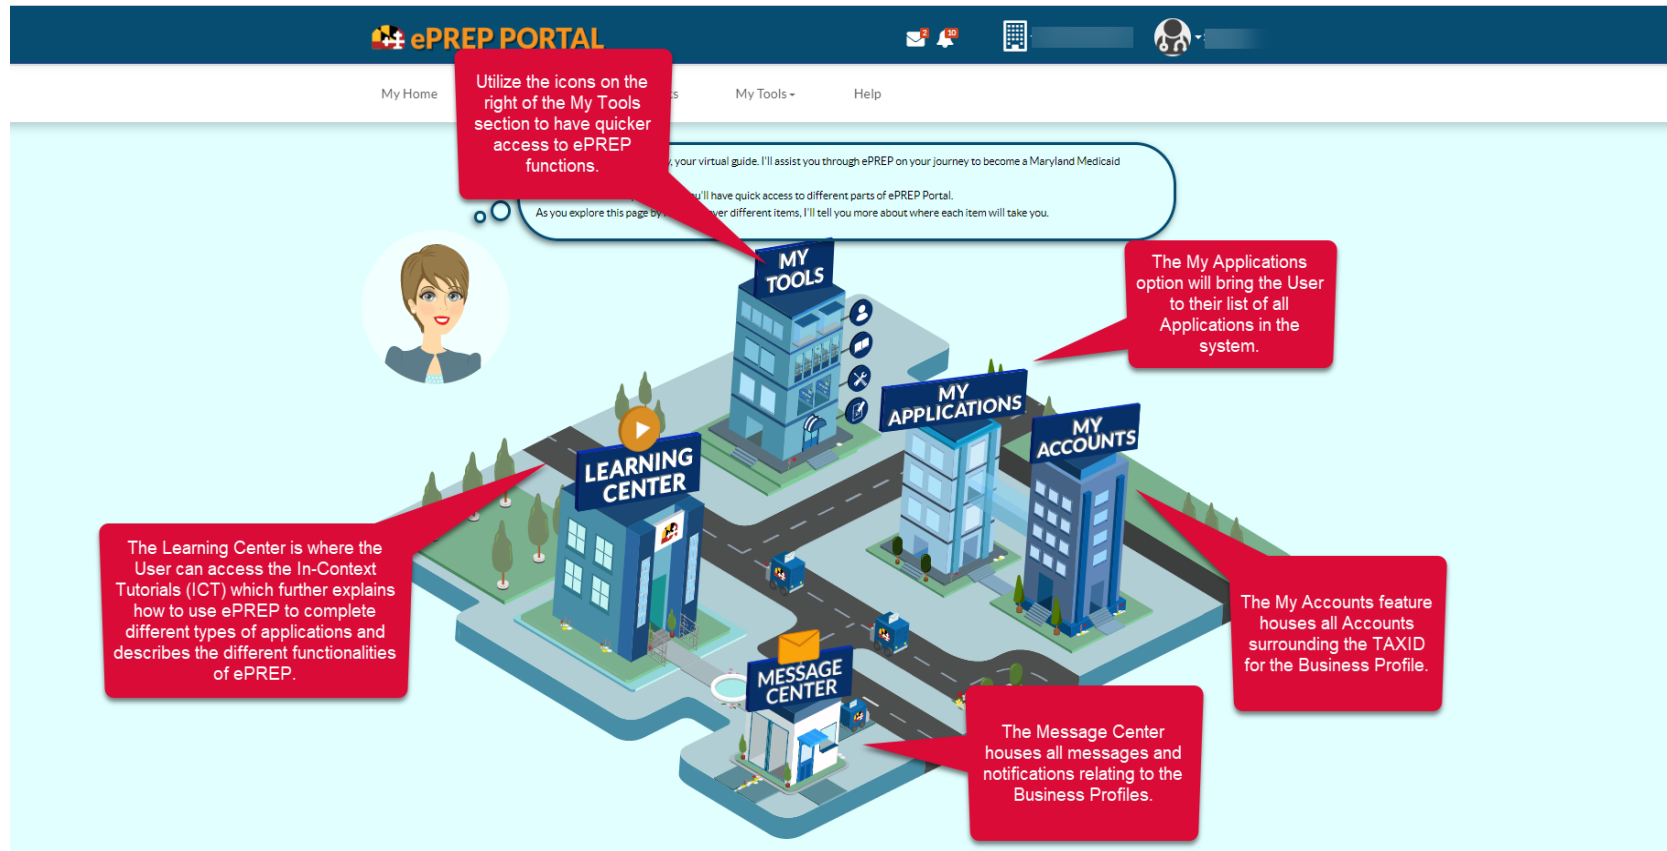 ePREP PORTAL
2
10
My Home
My Tools
Help
Utilize the icons on the
right of the My Tools
section to have quicker
access to ePREP
functions.
your virtual guide. I'll assist you through ePREP on your journey to become a Maryland Medicaid
you'll have quick access to different parts of ePREP Portal.
As you explore this page by over different items, I'll tell you more about where each item will take you.
MY
TOOLS
The My Applications
option will bring the User
to their list of all
Applications in the
system.
MY
APPLICATIONS
MY
ACCOUNTS
LEARNING
CENTER
The Learning Center is where the
User can access the In-Context
Tutorials (ICT) which further explains
how to use ePREP to complete
different types of applications and
describes the different functionalities
of ePREP.
The My Accounts feature
houses all Accounts
surrounding the TAXID
for the Business Profile.
MESSAGE
CENTER
The Message Center
houses all messages and
notifications relating to the
Business Profiles.